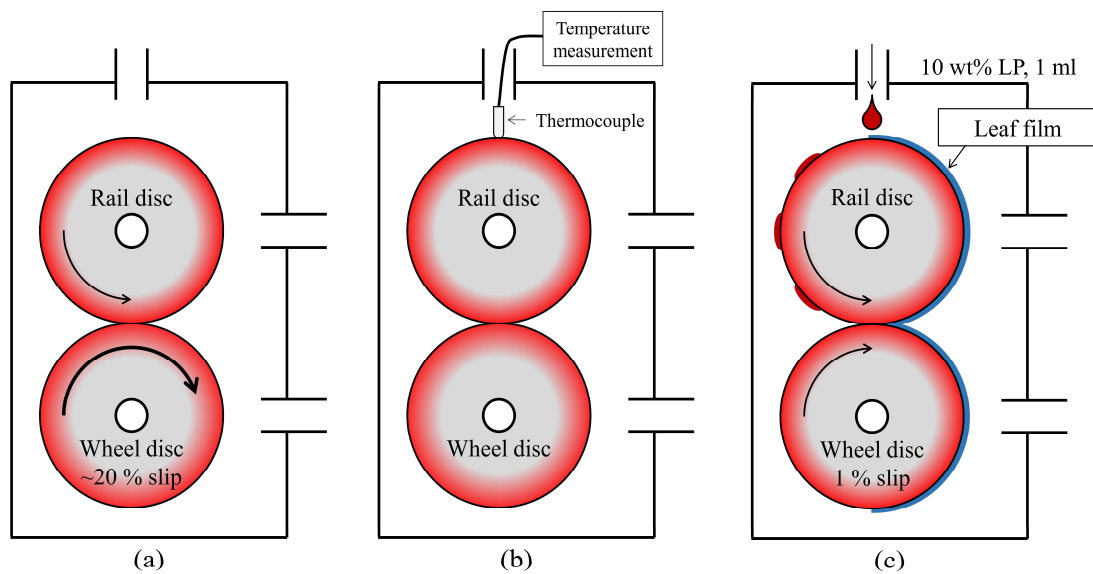 Rail disc
Wheel disc
~20 % slip
(a)
Temperature
measurement
Thermocouple
Rail disc
Wheel disc
(b)
10 wt% LP, 1 ml
Leaf film
Rail disc
Wheel disc
1 % slip
(c)